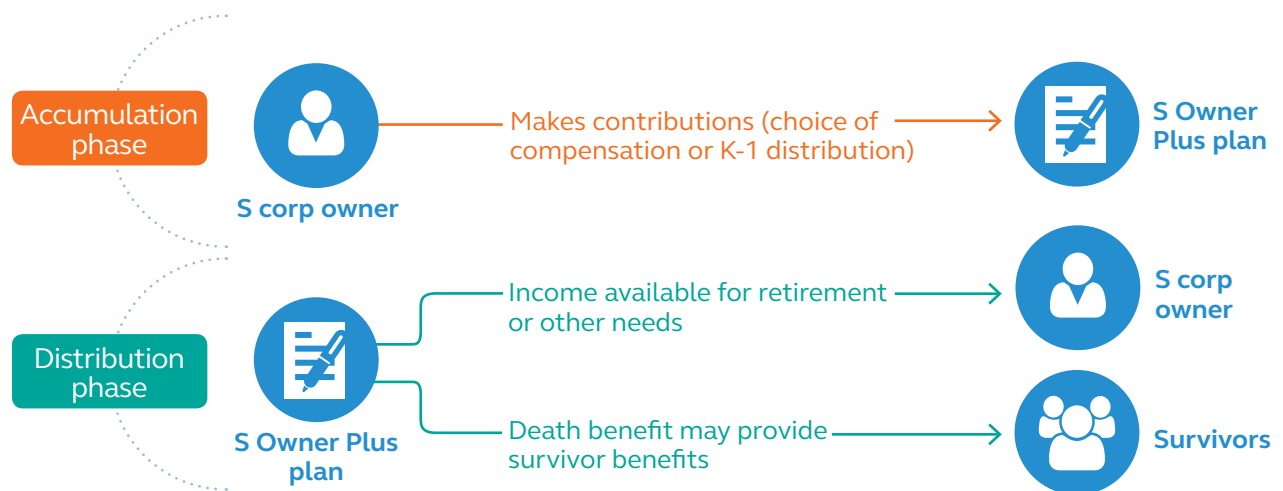 Accumulation
phase
S corp owner
Makes contributions (choice of
compensation or K-1 distribution)
S Owner
Plus plan
Distribution
phase
S Owner Plus
plan
Income available for retirement
or other needs
S corp
owner
Death benefit may provide
survivor benefits
Survivors